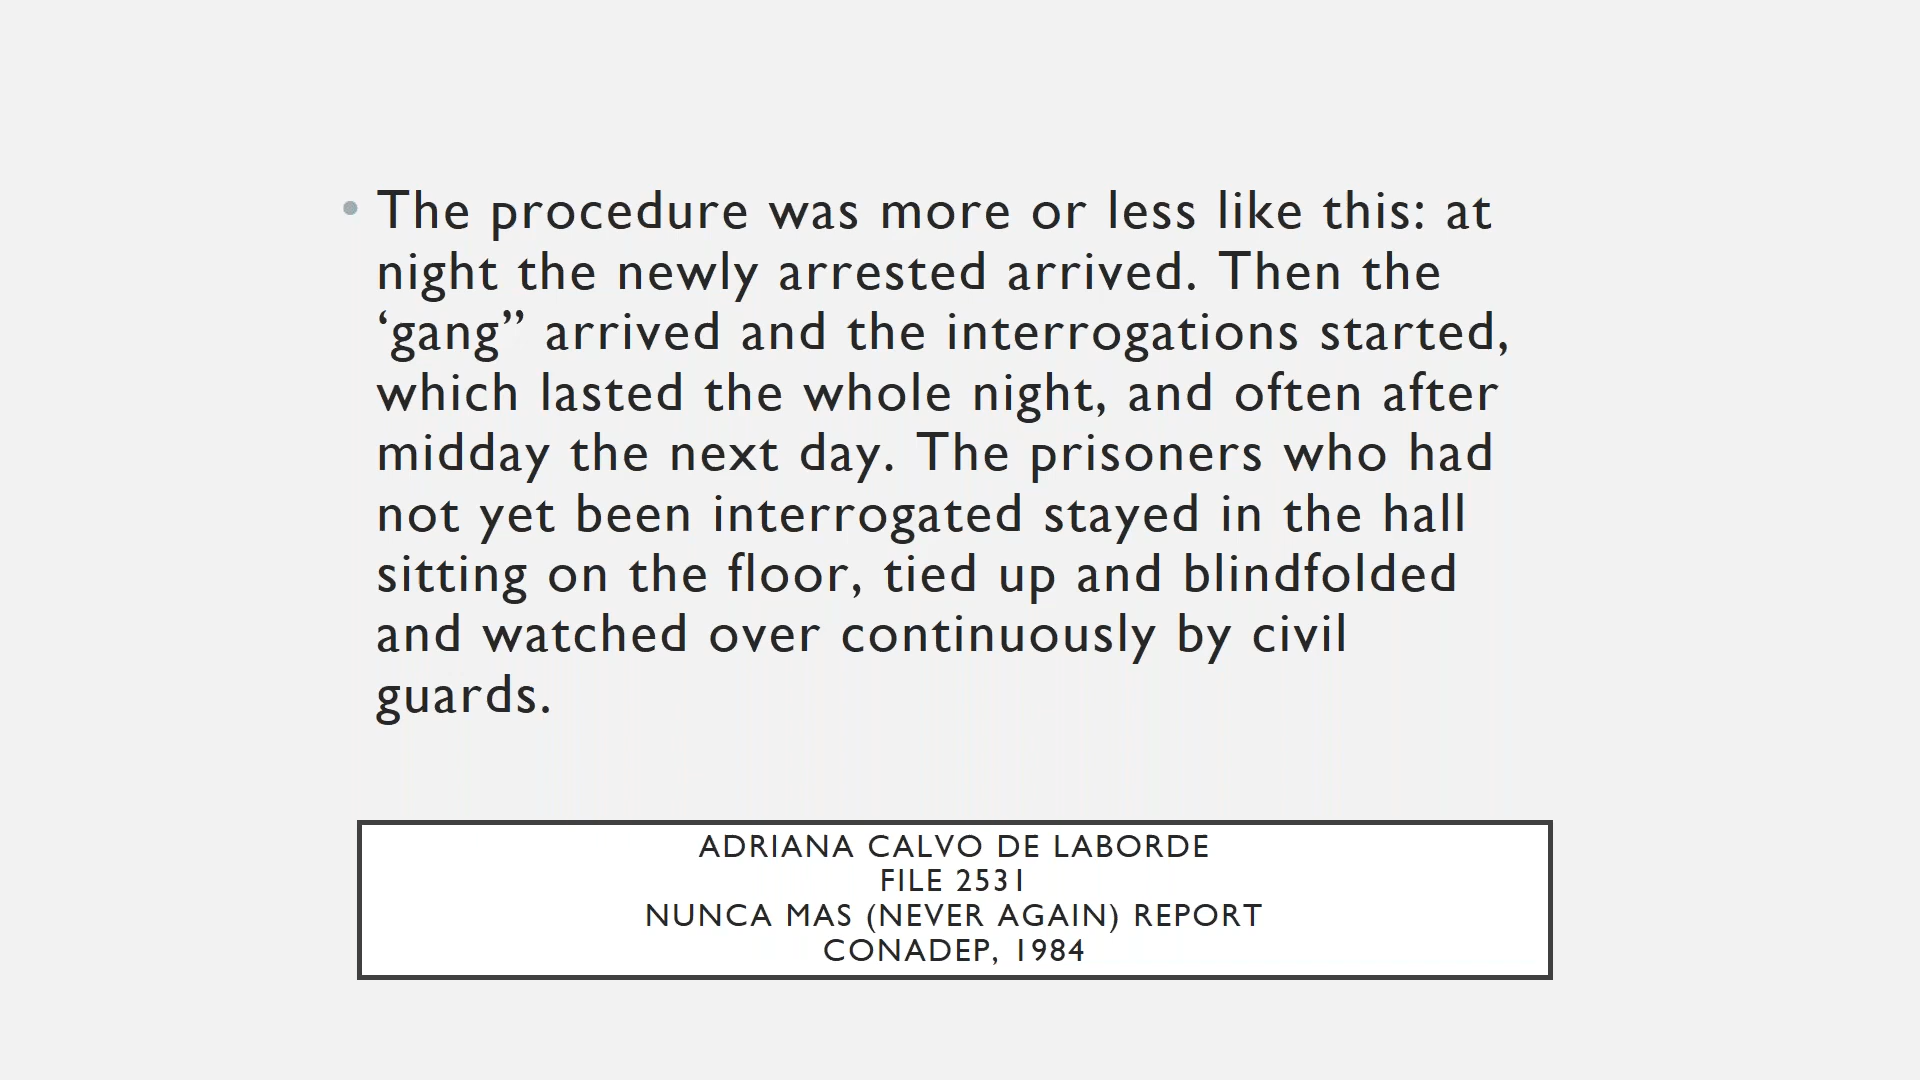 • The procedure was more or less like this: at
night the newly arrested arrived. Then the
‘gang” arrived and the interrogations started,
which lasted the whole night, and often after
midday the next day. The prisoners who had
not yet been interrogated stayed in the hall
sitting on the floor, tied up and blindfolded
and watched over continuously by civil
guards.
ADRIANA CALVO DE LABORDE
FILE 2531
NUNCA MAS (NEVER AGAIN) REPORT
CONADEP, 1984